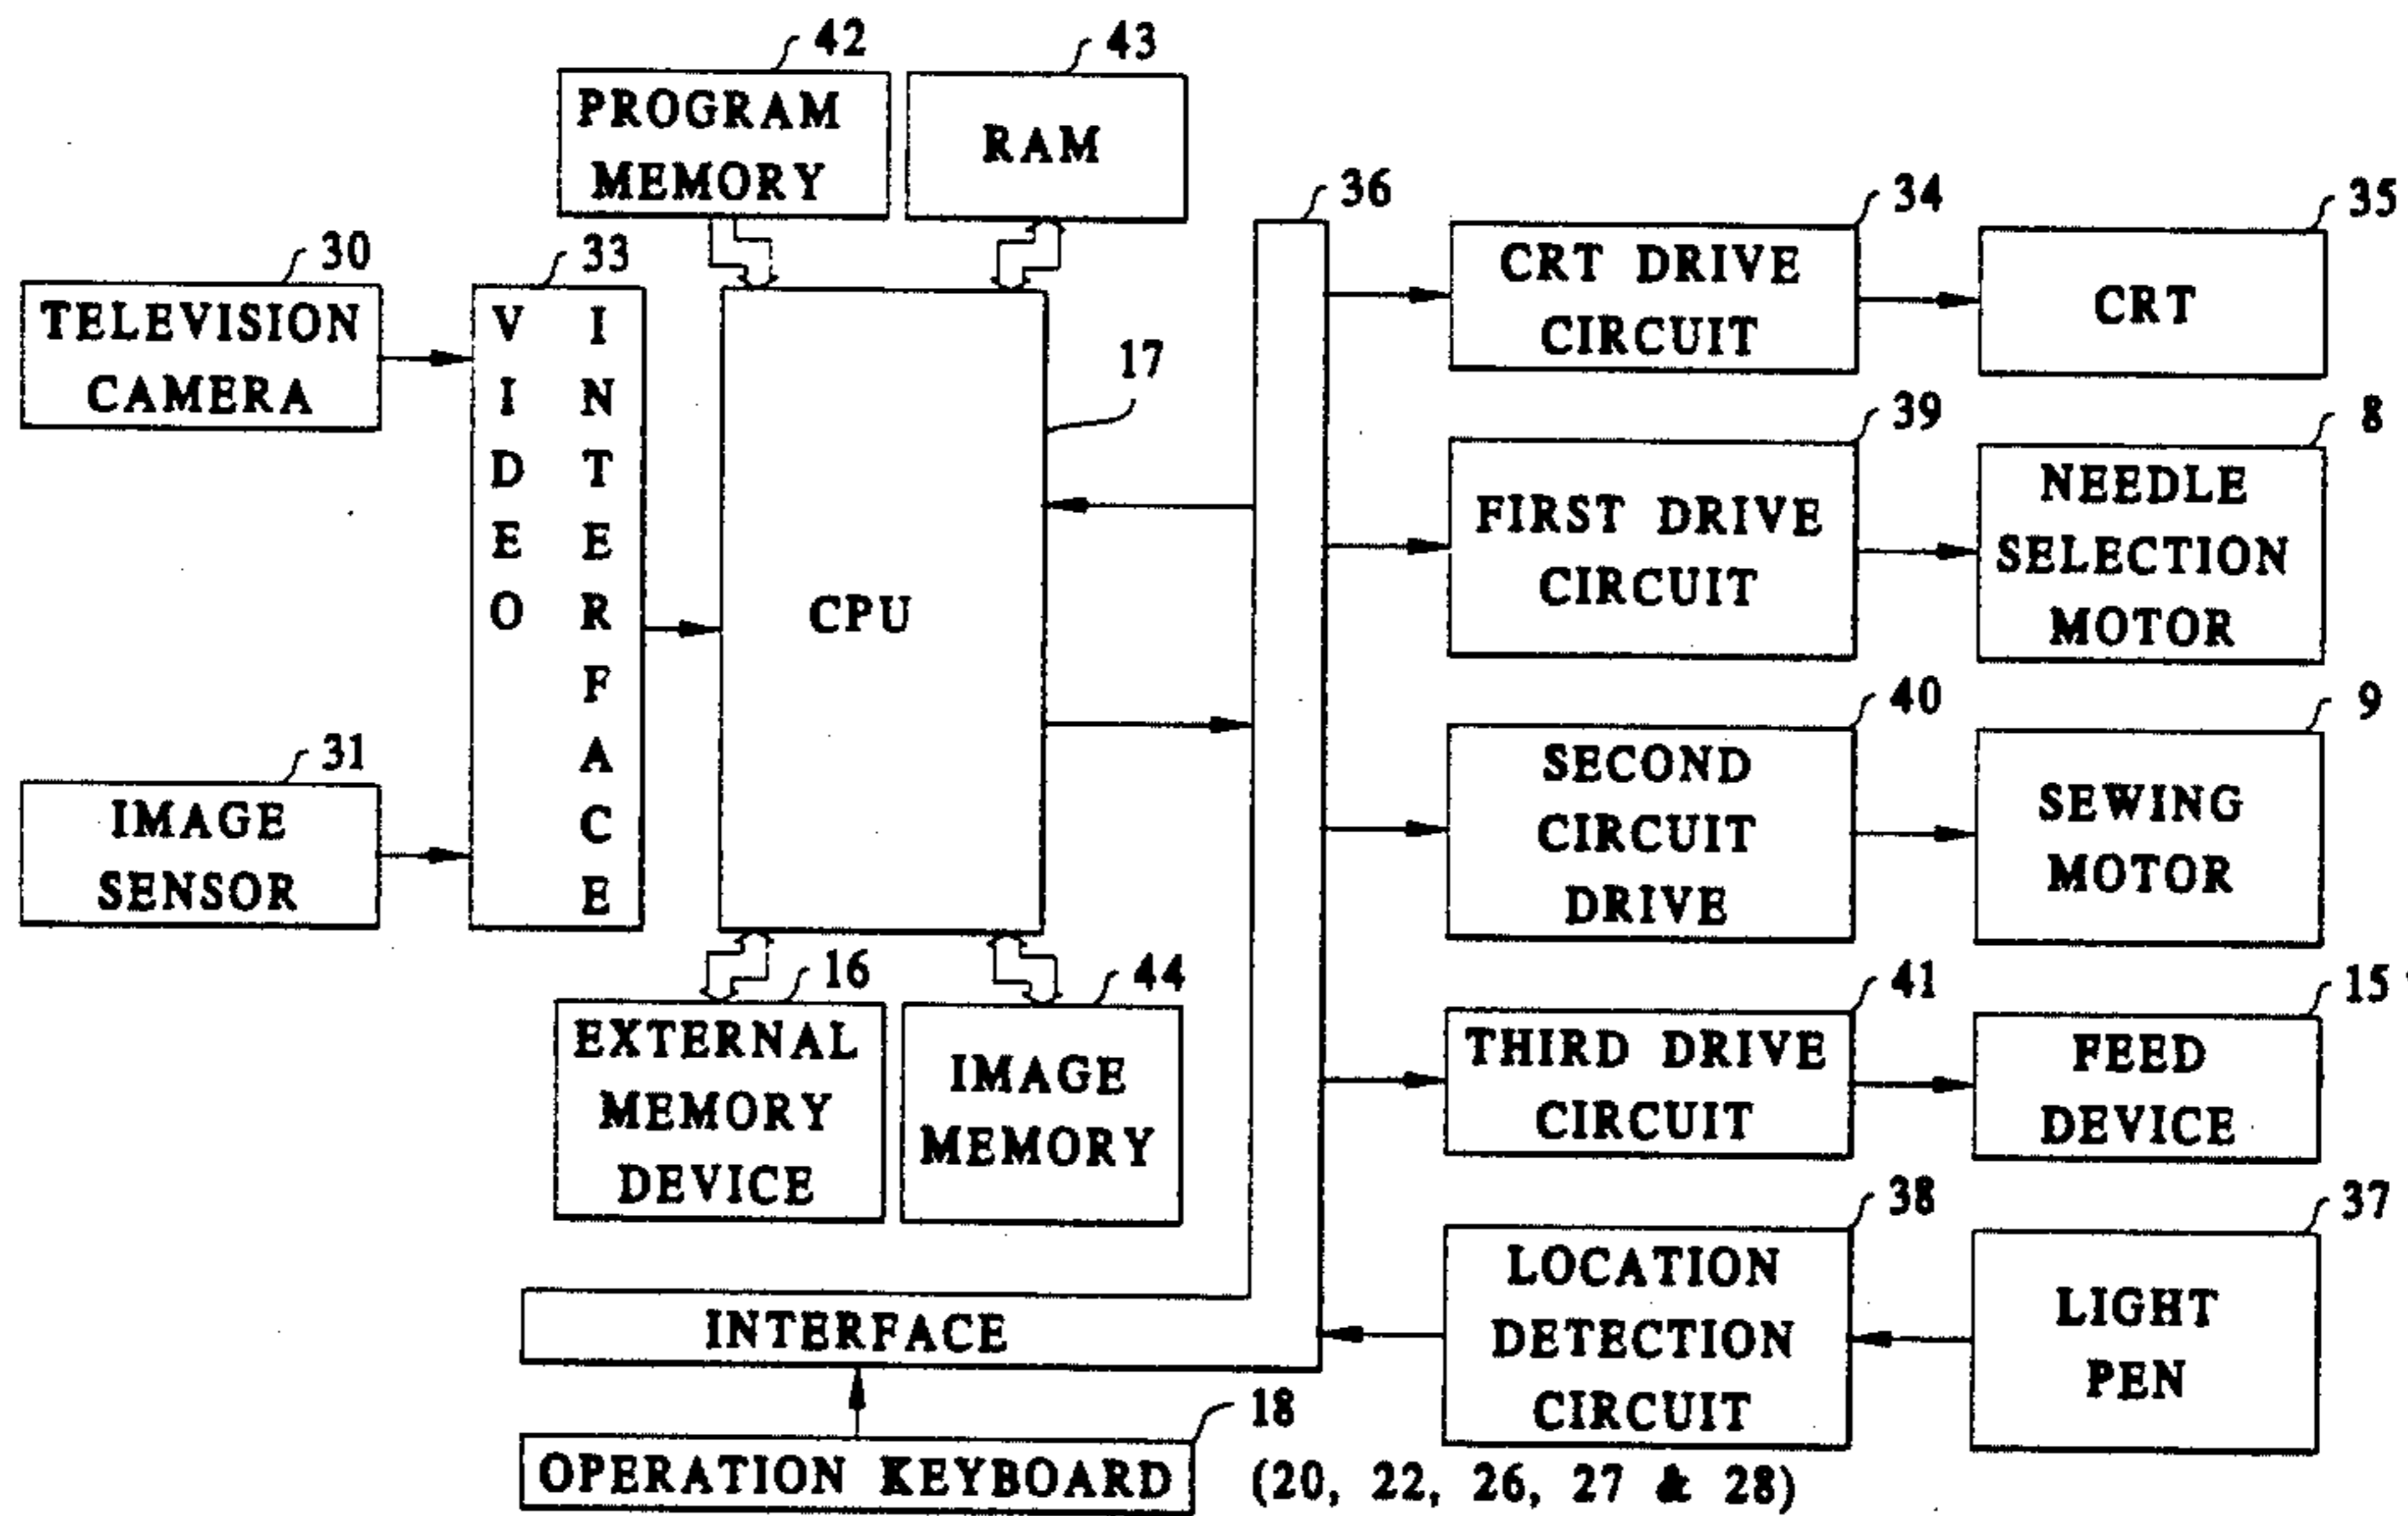 42
PROGRAM
MEMORY
43
RAM
30
TELEVISION
CAMERA
33
VIDEO
INTERFACE
31
IMAGE
SENSOR
17
CPU
16
EXTERNAL
MEMORY
DEVICE
44
IMAGE
MEMORY
36
INTERFACE
18
OPERATION KEYBOARD
(20, 22, 26, 27 & 28)
34
CRT DRIVE
CIRCUIT
35
CRT
39
FIRST DRIVE
CIRCUIT
8
NEEDLE
SELECTION
MOTOR
40
SECOND
CIRCUIT
DRIVE
9
SEWING
MOTOR
41
THIRD DRIVE
CIRCUIT
15
FEED
DEVICE
38
LOCATION
DETECTION
CIRCUIT
37
LIGHT
PEN